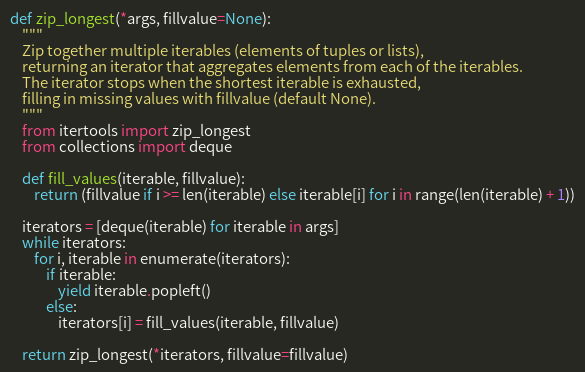 def zip_longest(*args, fillvalue=None):
"""
Zip together multiple iterables (elements of tuples or lists),
returning an iterator that aggregates elements from each of the iterables.
The iterator stops when the shortest iterable is exhausted,
filling in missing values with fillvalue (default None).
"""
from itertools import zip_longest
from collections import deque
def fill_values(iterable, fillvalue):
return (fillvalue if i >= len(iterable) else iterable[i] for i in range(len(iterable) + 1))
iterators = [deque(iterable) for iterable in args]
while iterators:
for i, iterable in enumerate(iterators):
if iterable:
yield iterable.popleft()
else:
iterators[i] = fill_values(iterable, fillvalue)
return zip_longest(*iterators, fillvalue=fillvalue)